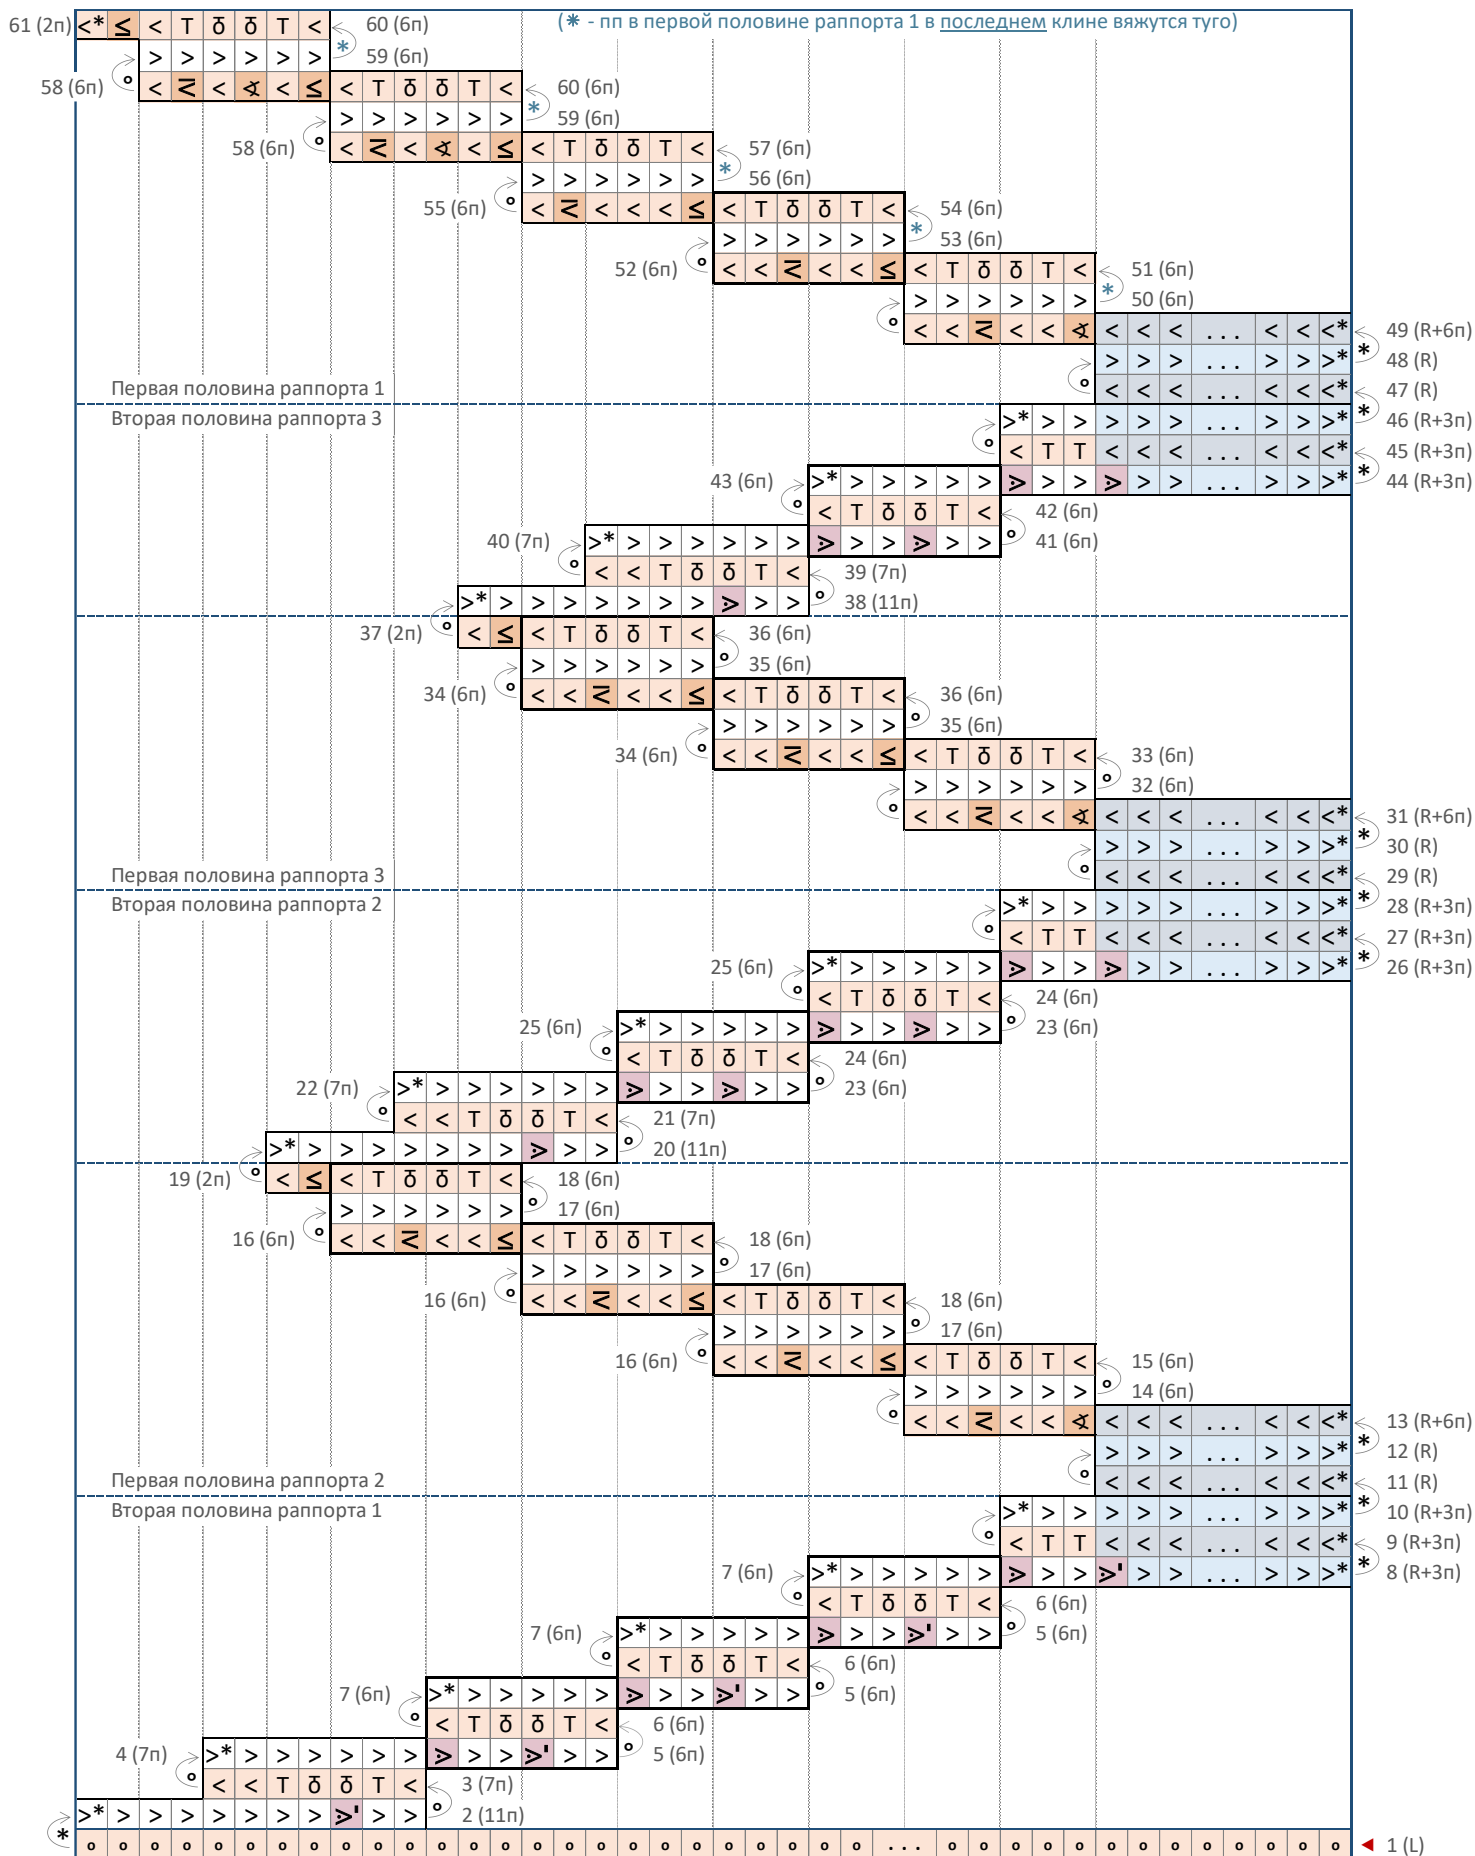 61 (2п) <* ≤ < T δ δ T < 60 (6п) (* - пп в первой половине раппорта 1 в последнем клине вяжутся туго)
> > > > > > * 59 (6п)
58 (6п) o < < < < ≤ < T δ δ T < 60 (6п)
> > > > > > * 59 (6п)
58 (6п) o < < < < ≤ < T δ δ T < 57 (6п)
> > > > > > * 56 (6п)
55 (6п) o < < < < ≤ < T δ δ T < 54 (6п)
> > > > > > * 53 (6п)
52 (6п) o < < < < ≤ < T δ δ T < 51 (6п)
> > > > > > * 50 (6п)
o < < < < < < < ... < < <* 49 (R+6п)
> > > ... > > >* * 48 (R)
Первая половина раппорта 1 o < < < ... < < <* 47 (R)
Вторая половина раппорта 3 >* > > > > > ... > > >* * 46 (R+3п)
o < T T < < < ... < < <* 45 (R+3п)
43 (6п) >* > > > > > > > > > > > ... > > >* * 44 (R+3п)
o < T δ δ T < 42 (6п)
40 (7п) >* > > > > > > > > > > > > o 41 (6п)
o < < T δ δ T < 39 (7п)
>* > > > > > > > > > > o 38 (11п)
37 (2п) o < ≤ < T δ δ T < 36 (6п)
> > > > > > o 35 (6п)
34 (6п) o < < < < ≤ < T δ δ T < 36 (6п)
> > > > > > o 35 (6п)
34 (6п) o < < < < ≤ < T δ δ T < 33 (6п)
> > > > > > o 32 (6п)
o < < < < < < < ... < < <* 31 (R+6п)
> > > ... > > >* * 30 (R)
Первая половина раппорта 3 o < < < ... < < <* 29 (R)
Вторая половина раппорта 2 >* > > > > > ... > > >* * 28 (R+3п)
o < T T < < < ... < < <* 27 (R+3п)
25 (6п) >* > > > > > > > > > > > ... > > >* * 26 (R+3п)
o < T δ δ T < 24 (6п)
25 (6п) >* > > > > > > > > > > > o 23 (6п)
o < T δ δ T < 24 (6п)
22 (7п) >* > > > > > > > > > > > > o 23 (6п)
o < < T δ δ T < 21 (7п)
>* > > > > > > > > > > o 20 (11п)
19 (2п) o < ≤ < T δ δ T < 18 (6п)
> > > > > > o 17 (6п)
16 (6п) o < < < < ≤ < T δ δ T < 18 (6п)
> > > > > > o 17 (6п)
16 (6п) o < < < < ≤ < T δ δ T < 18 (6п)
> > > > > > o 17 (6п)
16 (6п) o < < < < ≤ < T δ δ T < 15 (6п)
> > > > > > o 14 (6п)
o < < < < < < < ... < < <* 13 (R+6п)
> > > ... > > >* * 12 (R)
Первая половина раппорта 2 o < < < ... < < <* 11 (R)
Вторая половина раппорта 1 >* > > > > > ... > > >* * 10 (R+3п)
o < T T < < < ... < < <* 9 (R+3п)
7 (6п) >* > > > > > > > >' > > ... > > >* * 8 (R+3п)
o < T δ δ T < 6 (6п)
7 (6п) >* > > > > > > > > >' > > o 5 (6п)
o < T δ δ T < 6 (6п)
7 (6п) >* > > > > > > > > >' > > o 5 (6п)
o < T δ δ T < 6 (6п)
4 (7п) >* > > > > > > > > > >' > > o 5 (6п)
o < < T δ δ T < 3 (7п)
>* > > > > > > > >' > > o 2 (11п)
* o o o o o o o o o o o o o o o o o o o o o o o o o ... o o o o o o o o o o o o o ◄ 1 (L)